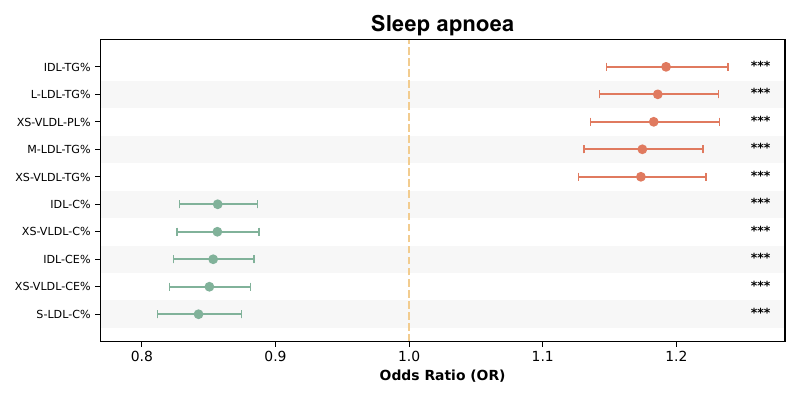 Sleep apnoea
IDL-TG% ***
L-LDL-TG% ***
XS-VLDL-PL% ***
M-LDL-TG% ***
XS-VLDL-TG% ***
IDL-C% ***
XS-VLDL-C% ***
IDL-CE% ***
XS-VLDL-CE% ***
S-LDL-C% ***
0.8 0.9 1.0 1.1 1.2
Odds Ratio (OR)